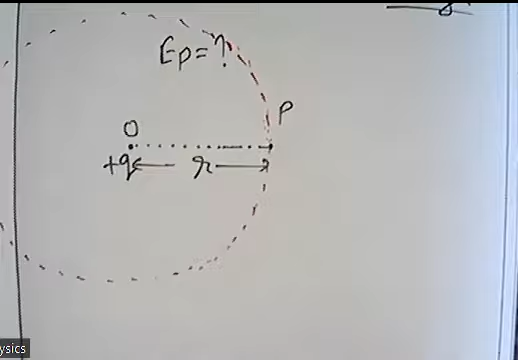 Ep=?
P
O
+q r
ysics